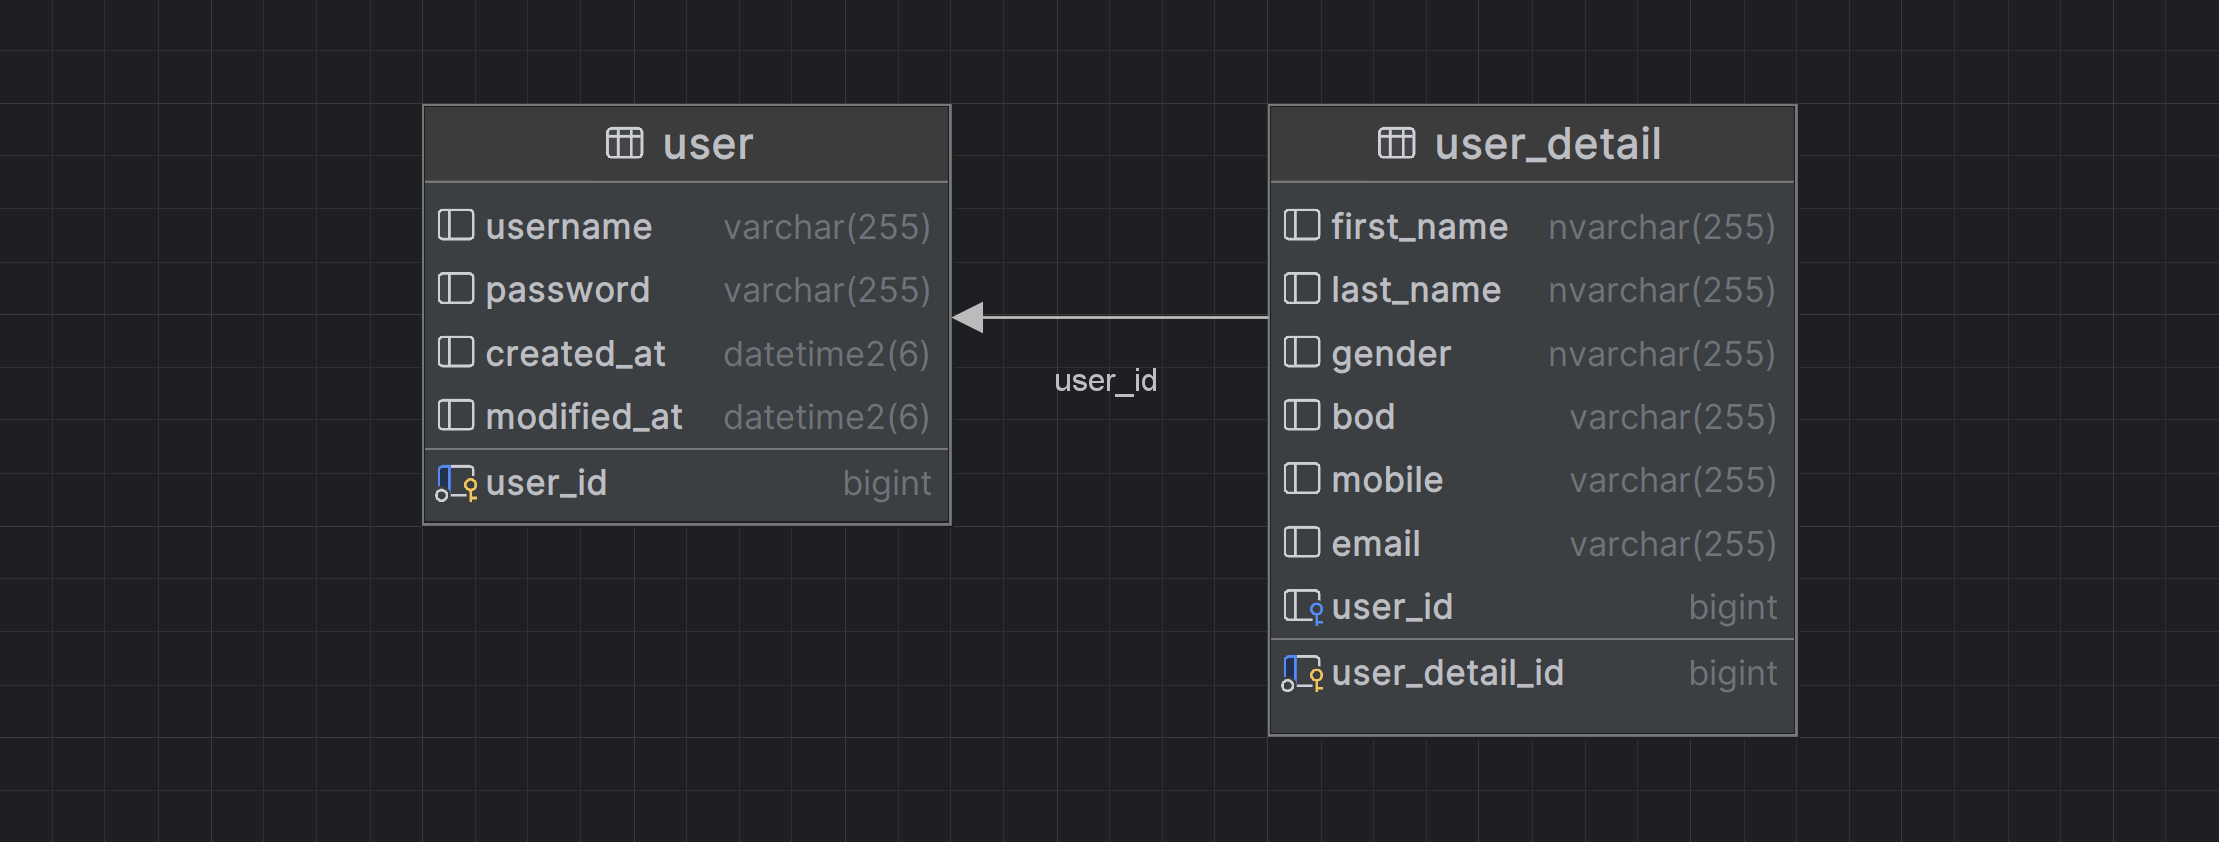 user
username varchar(255)
password varchar(255)
created_at datetime2(6)
modified_at datetime2(6)
user_id bigint
user_id
user_detail
first_name nvarchar(255)
last_name nvarchar(255)
gender nvarchar(255)
bod varchar(255)
mobile varchar(255)
email varchar(255)
user_id bigint
user_detail_id bigint